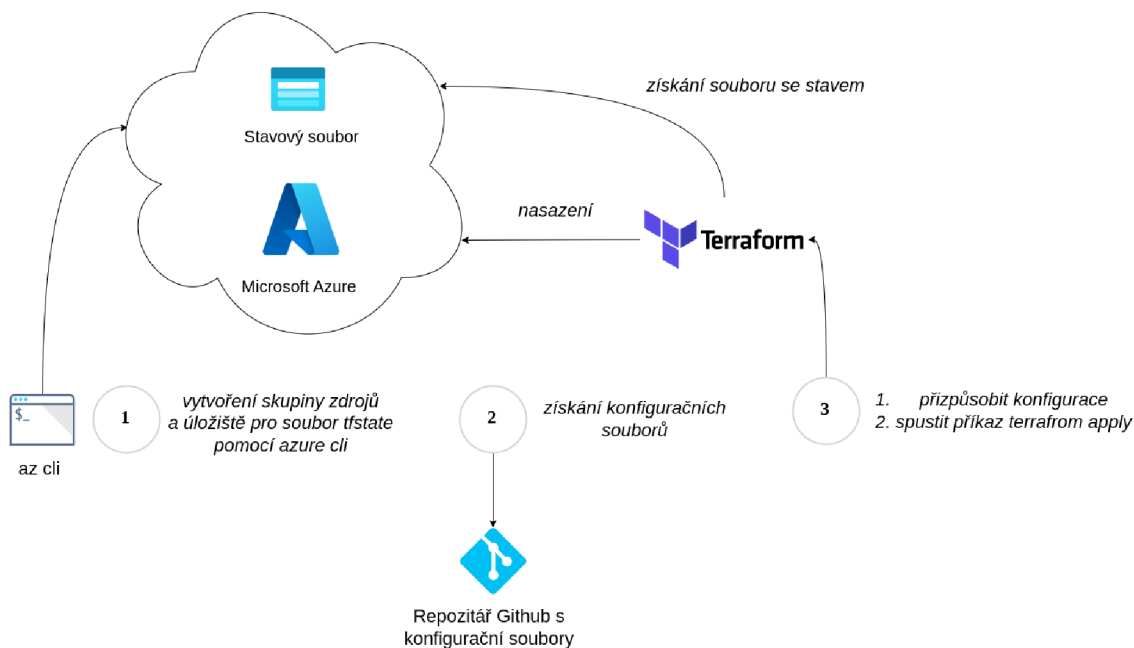 získání souboru se stavem
Stavový soubor
nasazení
Terraform
Microsoft Azure
$_
az cli
1
vytvoření skupiny zdrojů
a úložiště pro soubor tfstate
pomocí azure cli
2
získání konfiguračních
souborů
3
1. přizpůsobit konfigurace
2. spustit příkaz terrafrom apply
Repozitář Github s
konfigurační soubory